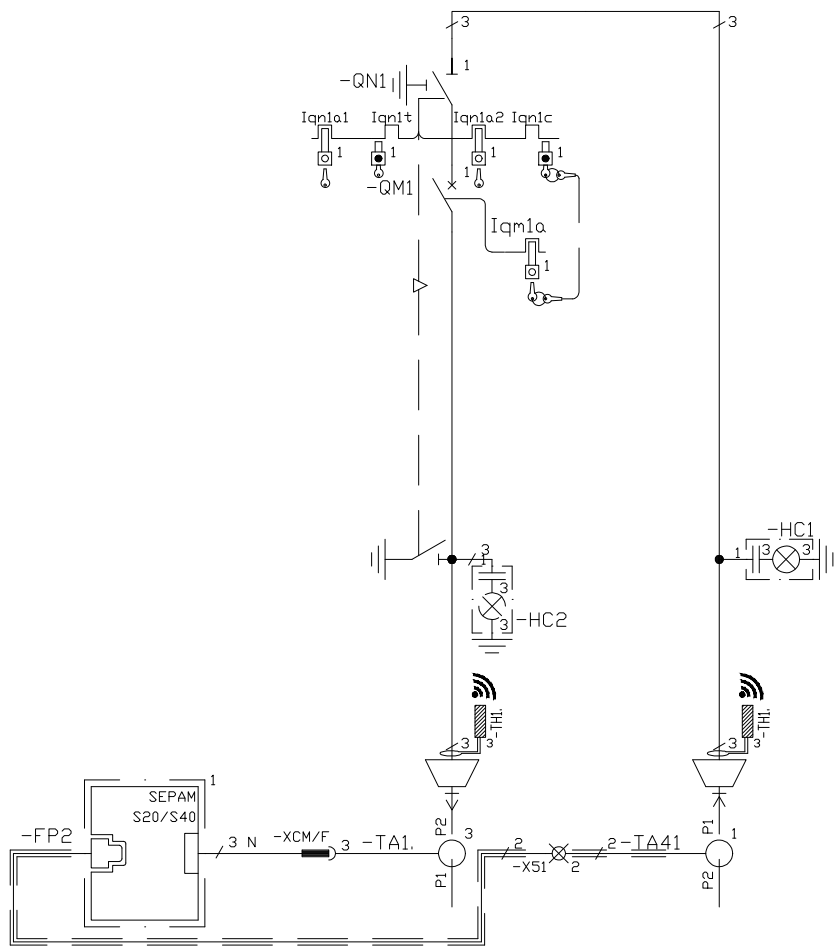 3
3
1
-QN1
Iqn1a1
Iqn1t
Iqn1a2
Iqn1c
1
1
1
1
1
-QM1
Iqm1a
1
-HC1
1
3
3
3
1
3
3
-HC2
-TH1.
-TH1.
3
3
3
3
1
SEPAM
S20/S40
-FP2
3 N
-XCM/F
3
-TA1.
P2
3
P1
2
-X51
2
2
-TA41
P1
1
P2